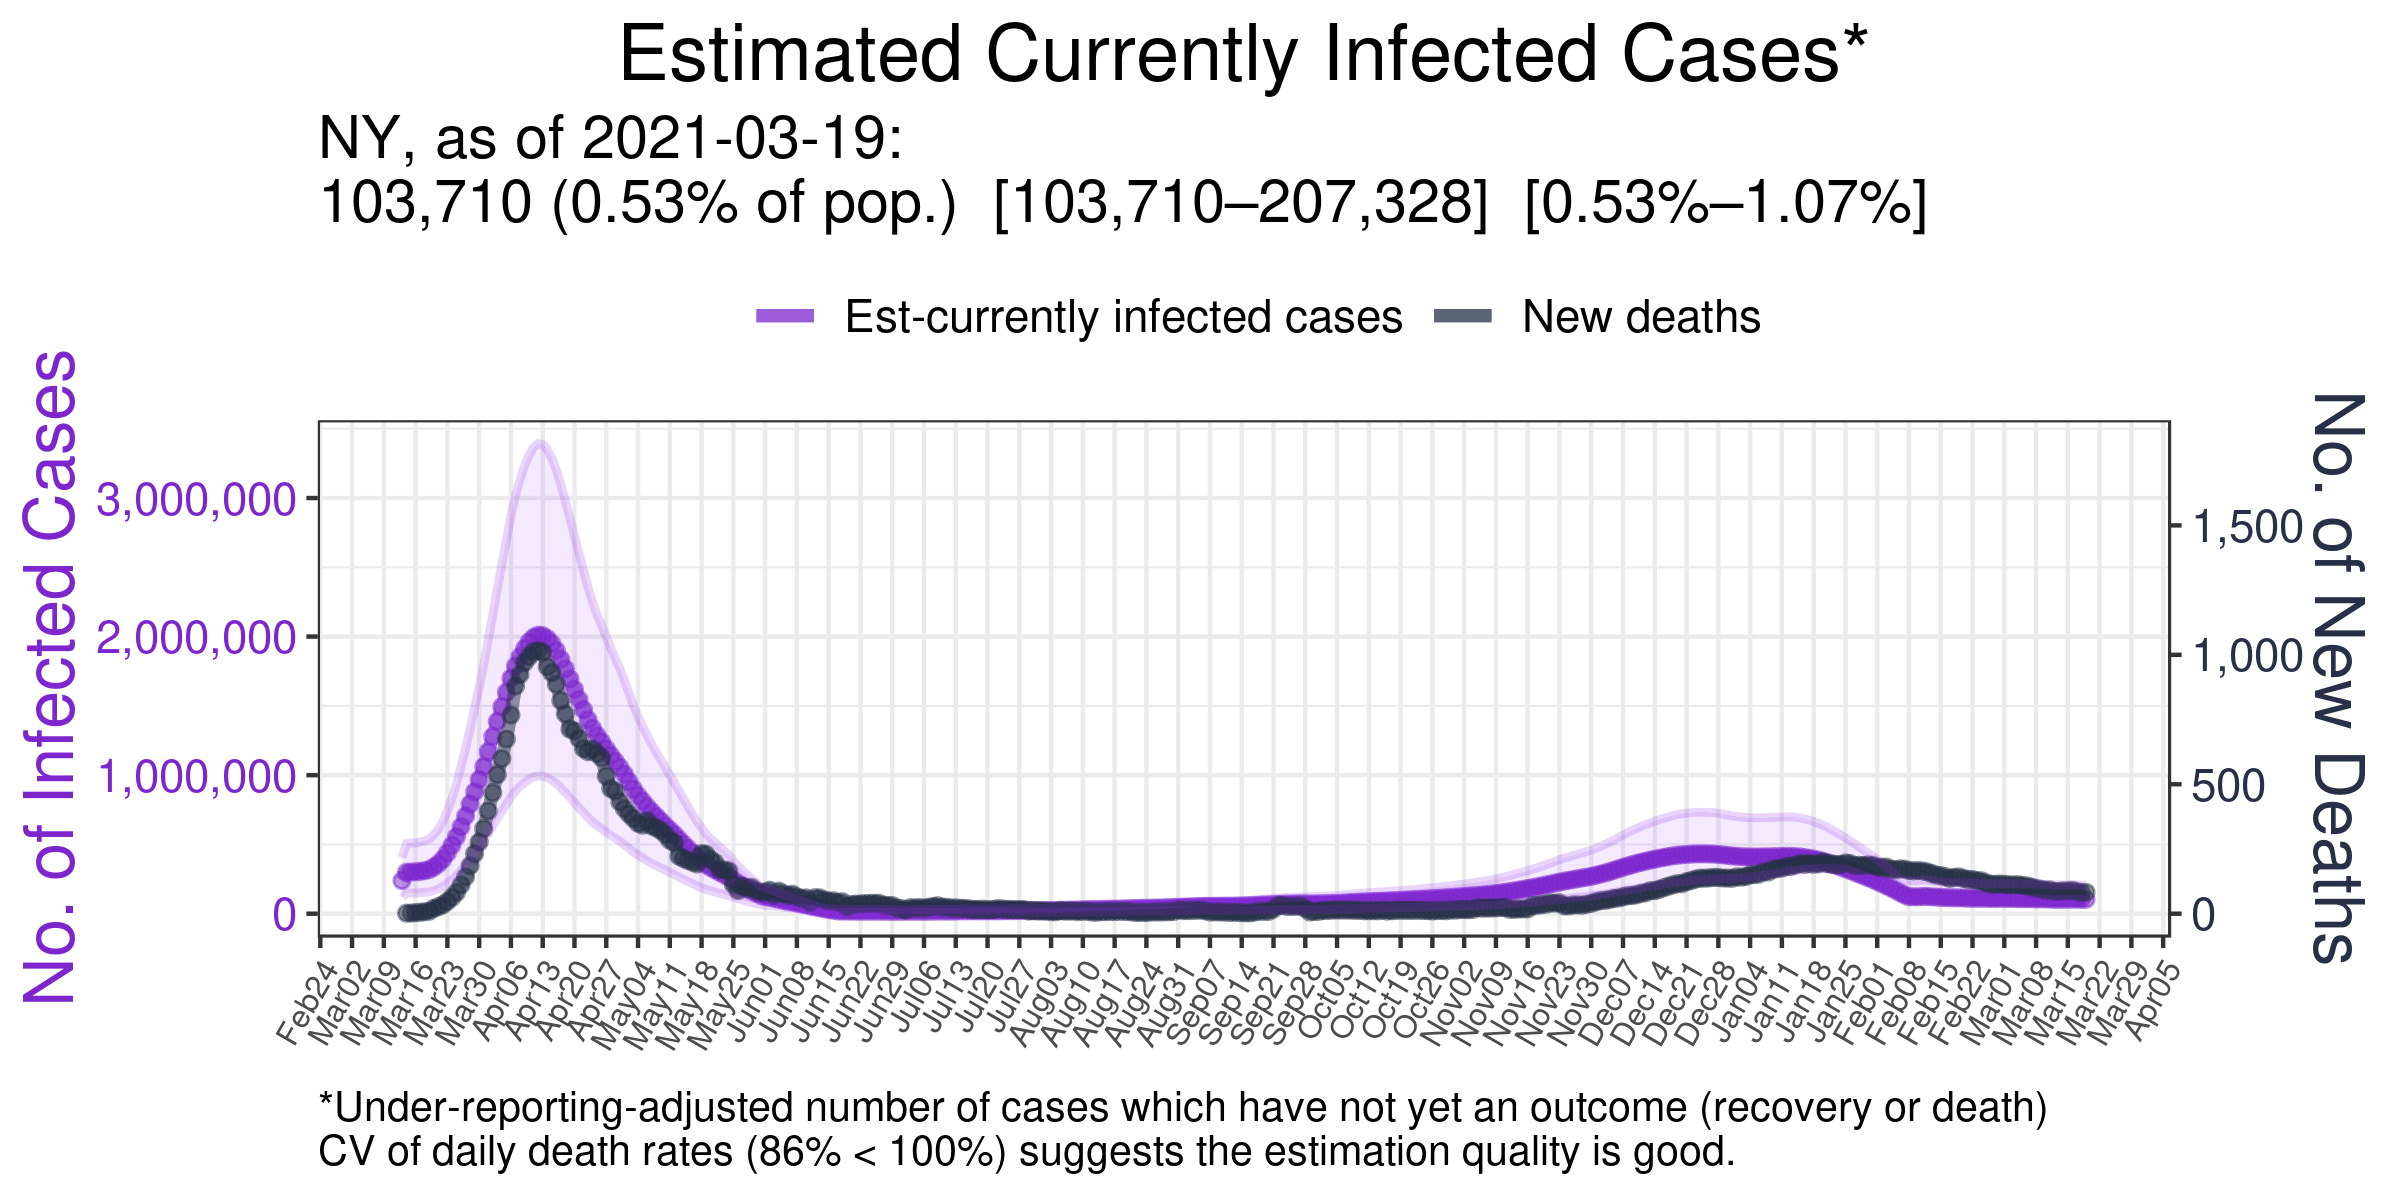 Estimated Currently Infected Cases*
NY, as of 2021-03-19:
103,710 (0.53% of pop.)  [103,710–207,328]  [0.53%–1.07%]
Est-currently infected cases
New deaths
No. of Infected Cases
3,000,000
2,000,000
1,000,000
0
No. of New Deaths
1,500
1,000
500
0
Feb24
Mar02
Mar09
Mar16
Mar23
Mar30
Apr06
Apr13
Apr20
Apr27
May04
May11
May18
May25
Jun01
Jun08
Jun15
Jun22
Jun29
Jul06
Jul13
Jul20
Jul27
Aug03
Aug10
Aug17
Aug24
Aug31
Sep07
Sep14
Sep21
Sep28
Oct05
Oct12
Oct19
Oct26
Nov02
Nov09
Nov16
Nov23
Nov30
Dec07
Dec14
Dec21
Dec28
Jan04
Jan11
Jan18
Jan25
Feb01
Feb08
Feb15
Feb22
Mar01
Mar08
Mar15
Mar22
Mar29
Apr05
*Under-reporting-adjusted number of cases which have not yet an outcome (recovery or death)
CV of daily death rates (86% < 100%) suggests the estimation quality is good.